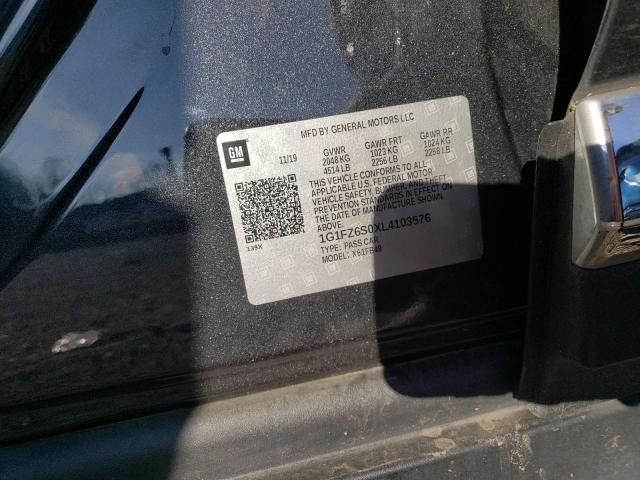 MFD BY GENERAL MOTORS LLC
GM
11/19
GVWR GAWR FRT GAWR RR
2048 KG 1023 KG 1024 KG
4514 LB 2256 LB 2258 LB
THIS VEHICLE CONFORMS TO ALL
APPLICABLE U.S. FEDERAL MOTOR
VEHICLE SAFETY, BUMPER, AND THEFT
PREVENTION STANDARDS IN EFFECT ON
THE DATE OF MANUFACTURE SHOWN
ABOVE.
139X
1G1FZ6S0XL4103576
TYPE: PASS CAR
MODEL: X61FB48